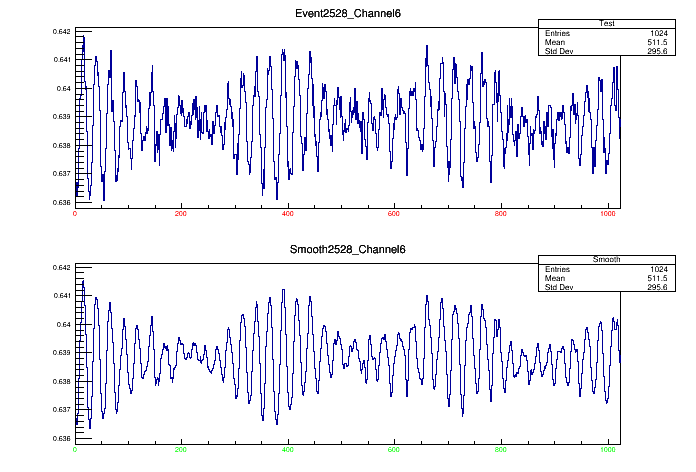 Event2528_Channel6
Test
Entries 1024
Mean 511.5
Std Dev 295.6
0.642
0.641
0.64
0.639
0.638
0.637
0.636
0 200 400 600 800 1000
Smooth2528_Channel6
Smooth
Entries 1024
Mean 511.5
Std Dev 295.6
0.642
0.641
0.64
0.639
0.638
0.637
0.636
0 200 400 600 800 1000